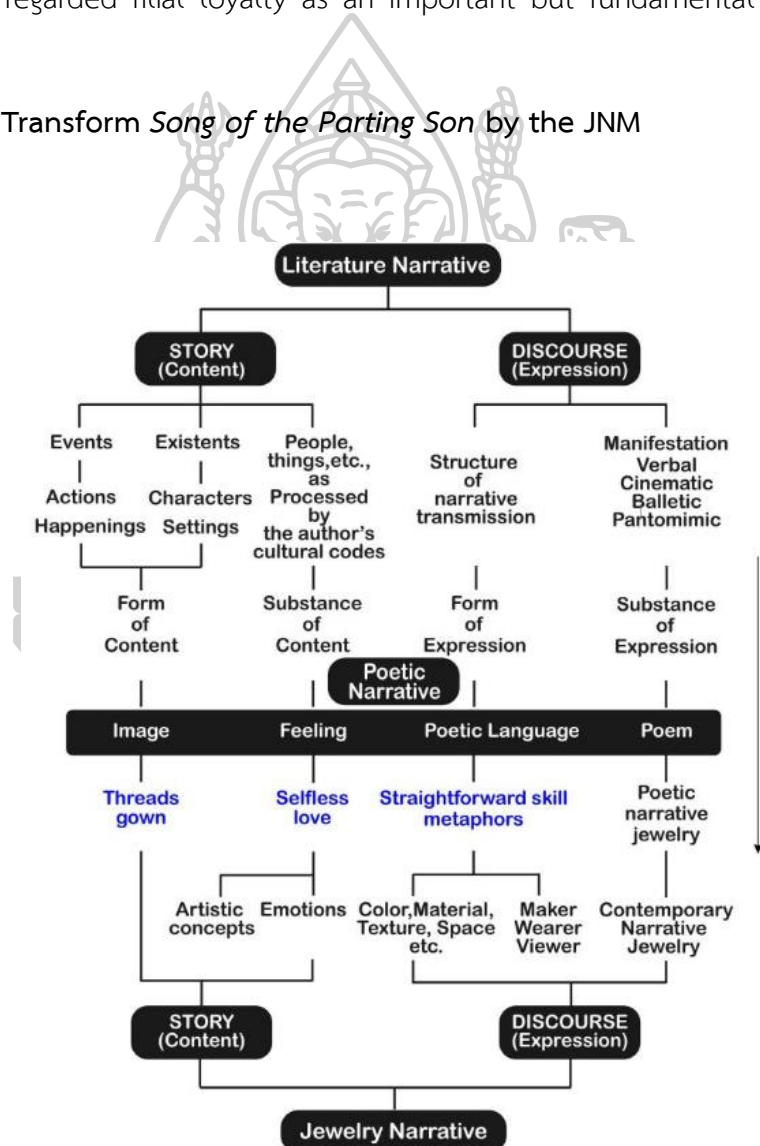 regarded filial loyalty as an important but fundamental
Transform Song of the Parting Son by the JNM
Literature Narrative
STORY
(Content)
DISCOURSE
(Expression)
Events
Actions
Happenings
Existents
Characters
Settings
People,
things,etc.,
as
Processed
by
the author's
cultural codes
Structure
of
narrative
transmission
Manifestation
Verbal
Cinematic
Balletic
Pantomimic
Form
of
Content
Substance
of
Content
Form
of
Expression
Substance
of
Expression
Poetic
Narrative
Image
Feeling
Poetic Language
Poem
Threads
gown
Selfless
love
Straightforward skill
metaphors
Poetic
narrative
jewelry
Artistic
concepts
Emotions
Color,Material,
Texture, Space
etc.
Maker
Wearer
Viewer
Contemporary
Narrative
Jewelry
STORY
(Content)
DISCOURSE
(Expression)
Jewelry Narrative